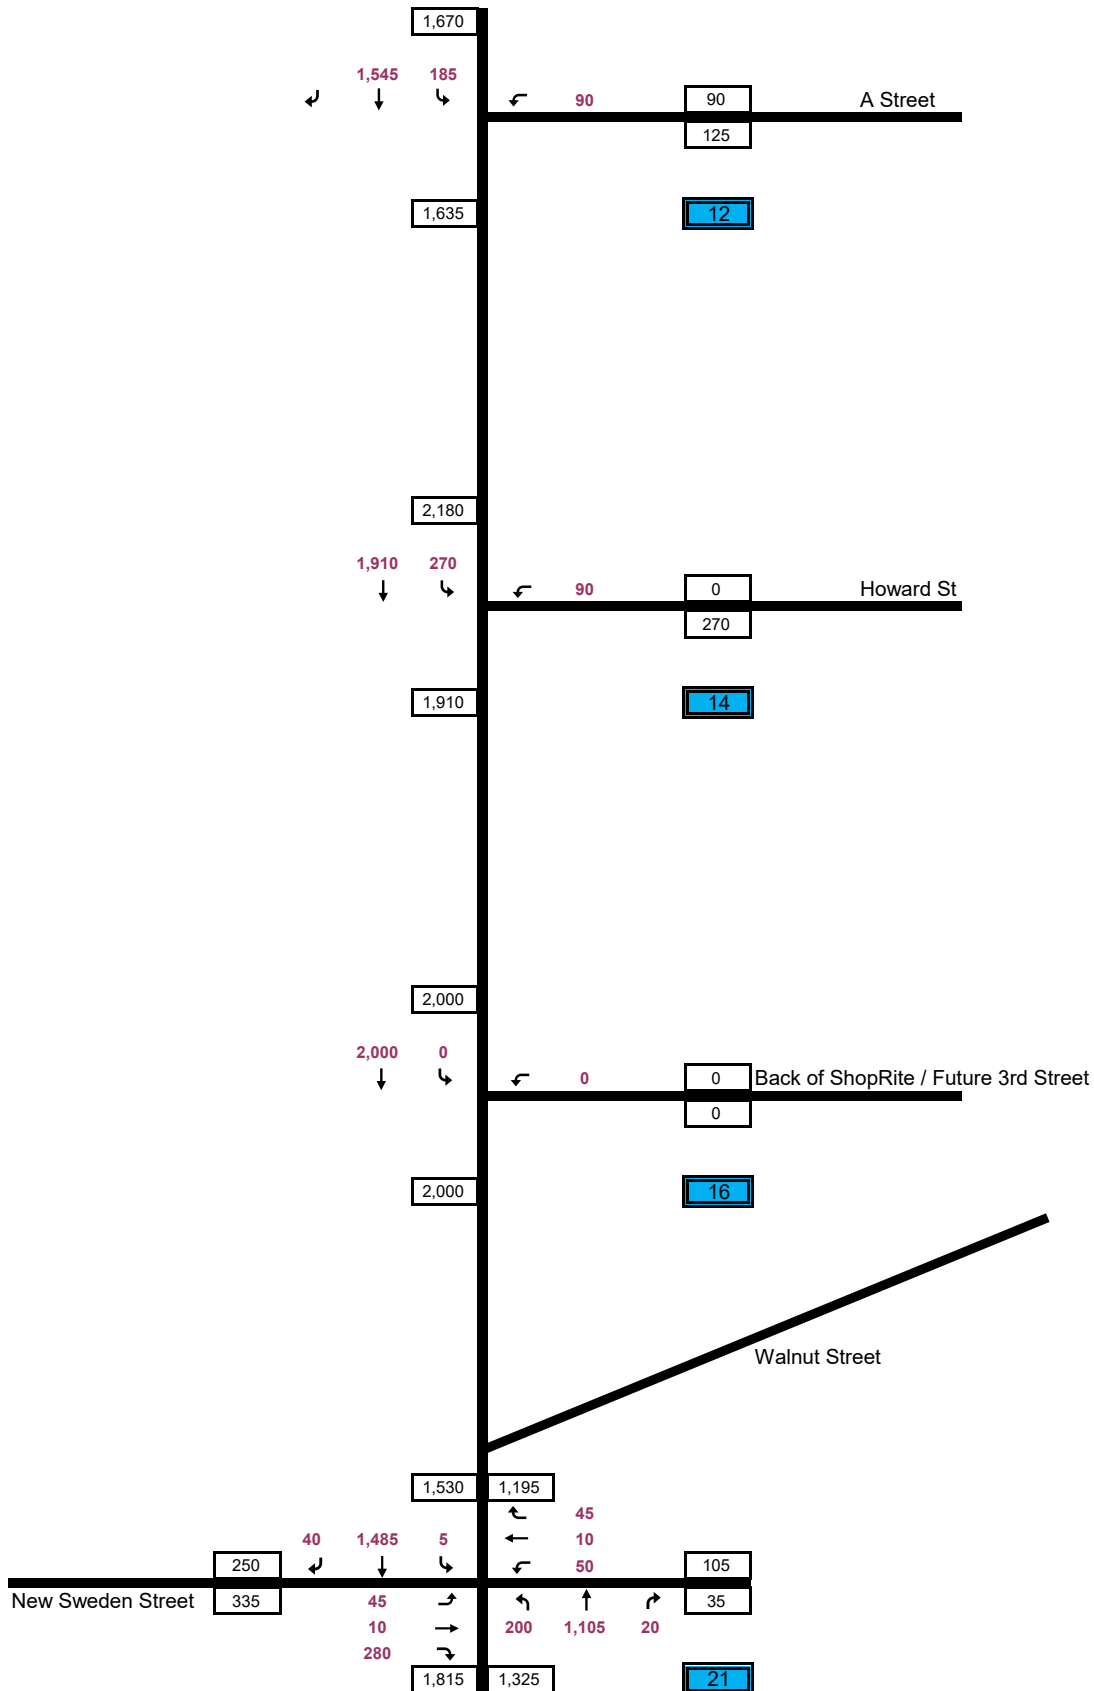 1,670
1,545 185
90 90 A Street
125
1,635 12
2,180
1,910 270
90 0 Howard St
270
1,910 14
2,000
2,000 0
0 0 Back of ShopRite / Future 3rd Street
0
2,000 16
Walnut Street
1,530 1,195
45
40 1,485 5 10
250 50 105
New Sweden Street 335 45 35
10 200 1,105 20
280
1,815 1,325 21